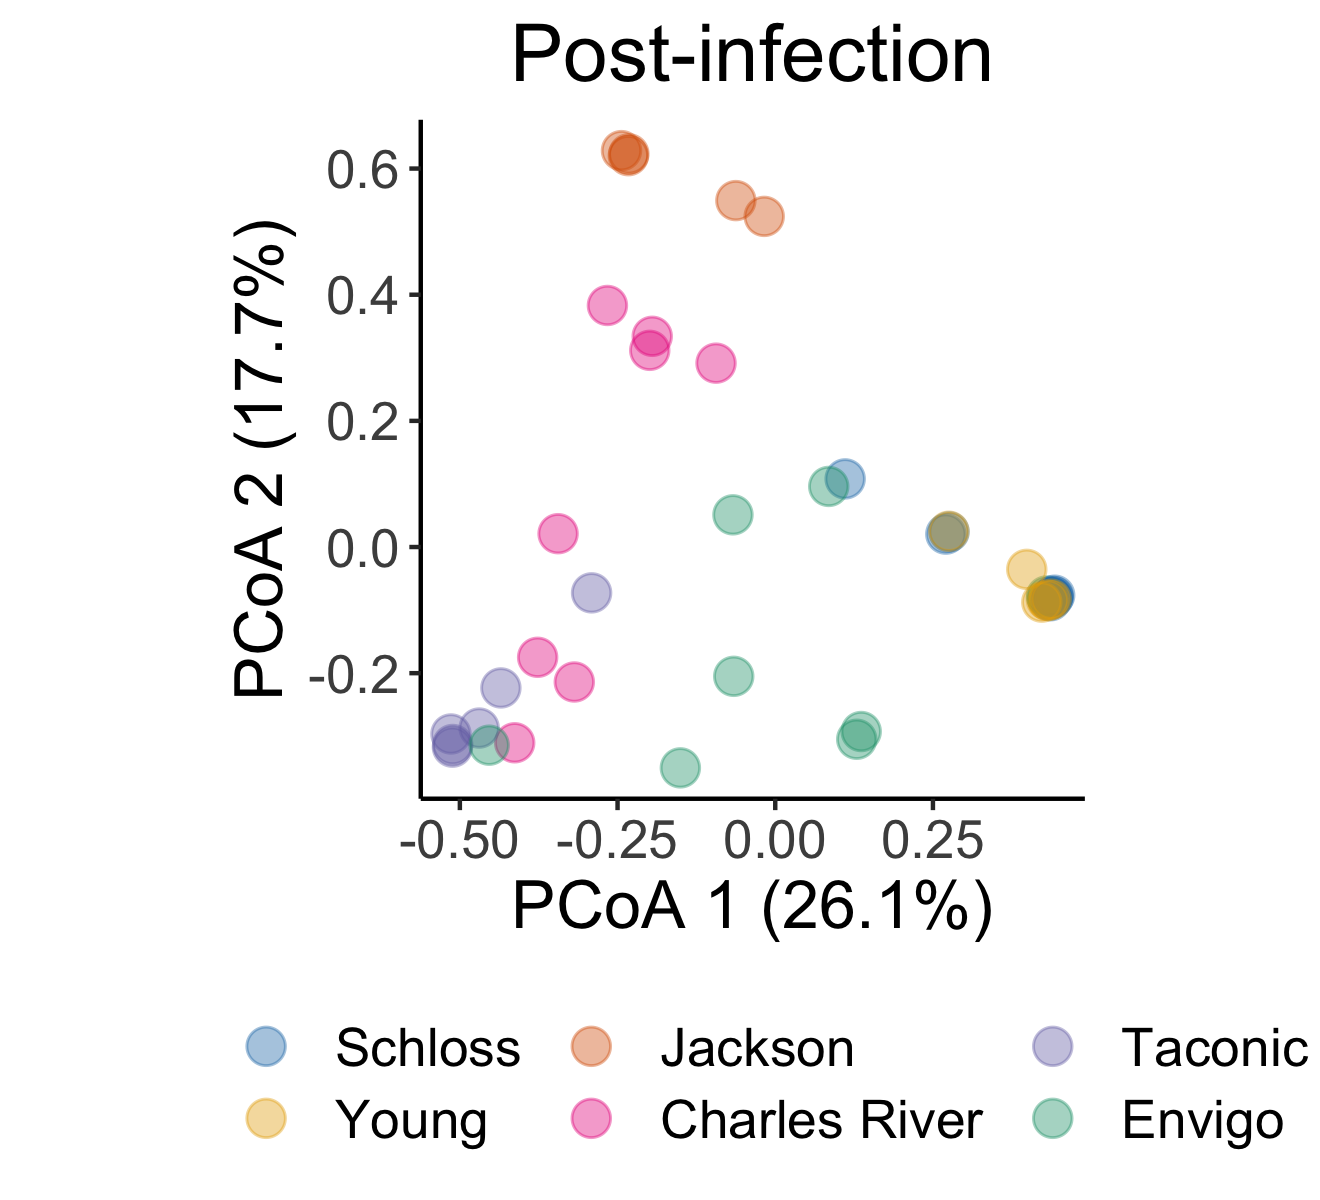 Post-infection
PCoA 2 (17.7%)
0.6
0.4
0.2
0.0
-0.2
-0.50 -0.25 0.00 0.25
PCoA 1 (26.1%)
Schloss Jackson Taconic
Young Charles River Envigo